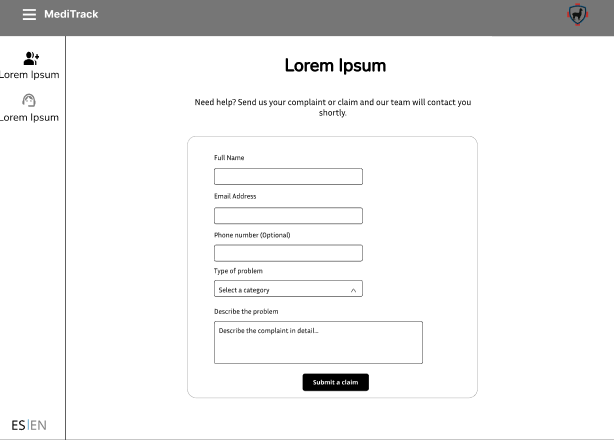 MediTrack
Lorem Ipsum
Lorem Ipsum
Lorem Ipsum
Need help? Send us your complaint or claim and our team will contact you
shortly.
Full Name
Email Address
Phone number (Optional)
Type of problem
Select a category
Describe the problem
Describe the complaint in detail...
Submit a claim
ES|EN